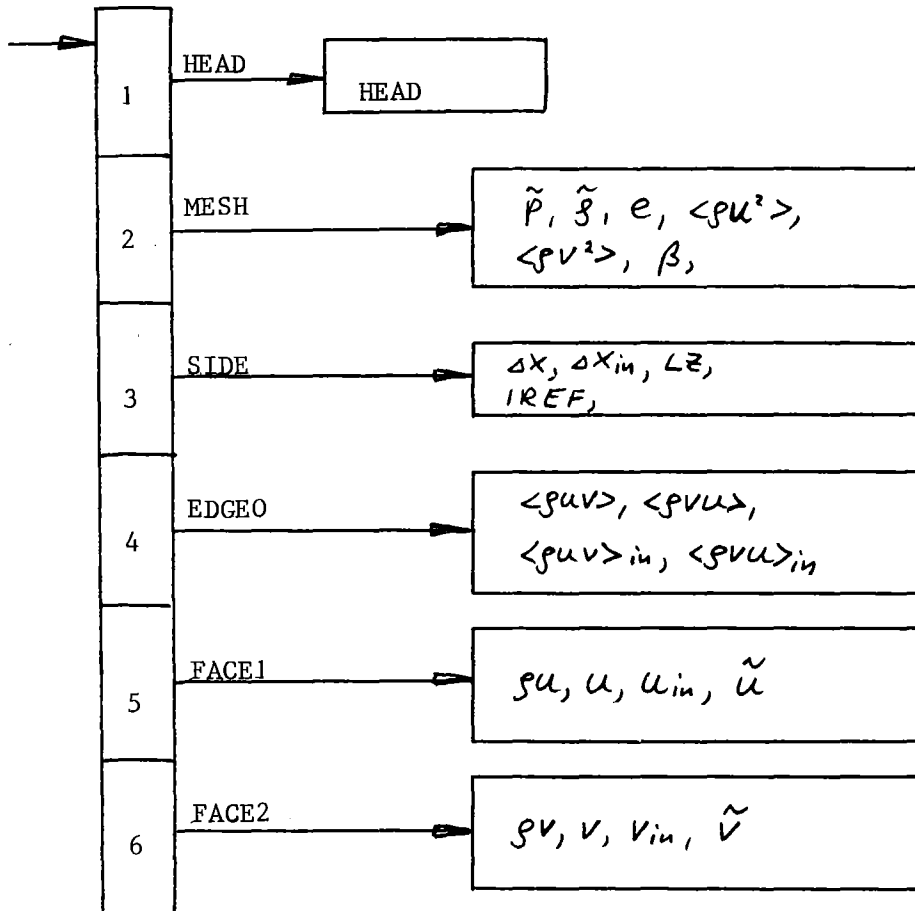 HEAD
1
HEAD
MESH
2
p̃, ρ̃, e, <ρu²>,
<ρv²>, β,
SIDE
3
Δx, Δx_in, LZ,
IREF,
EDGE0
4
<ρuv>, <ρvu>,
<ρuv>_in, <ρvu>_in
FACE1
5
ρu, u, u_in, ũ
FACE2
6
ρv, v, v_in, ṽ